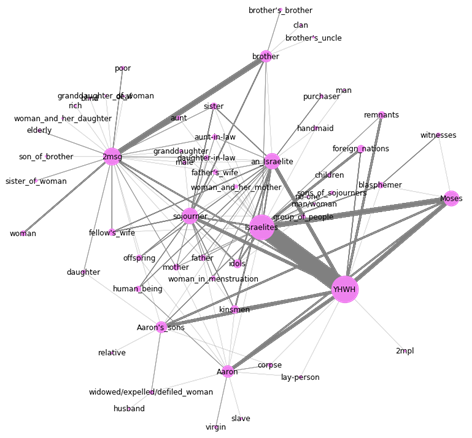 brother's_brother
clan
brother's_uncle
brother
poor
granddaughter_of_woman
rich
woman_and_her_daughter
elderly
son_of_brother
sister_of_woman
woman
2msg
aunt
sister
aunt-in-law
granddaughter
daughter-in-law
male
father's_wife
woman_and_her_mother
an_Israelite
purchaser
man
handmaid
remnants
foreign_nations
witnesses
children
blasphemer
sons_of_sojourners
no-one
man/woman
group_of_people
Moses
sojourner
Israelites
fellow's_wife
offspring
mother
father
idols
daughter
human_being
woman_in_menstruation
YHWH
kinsmen
Aaron's_sons
relative
2mpl
Aaron
corpse
lay-person
widowed/expelled/defiled_woman
husband
slave
virgin